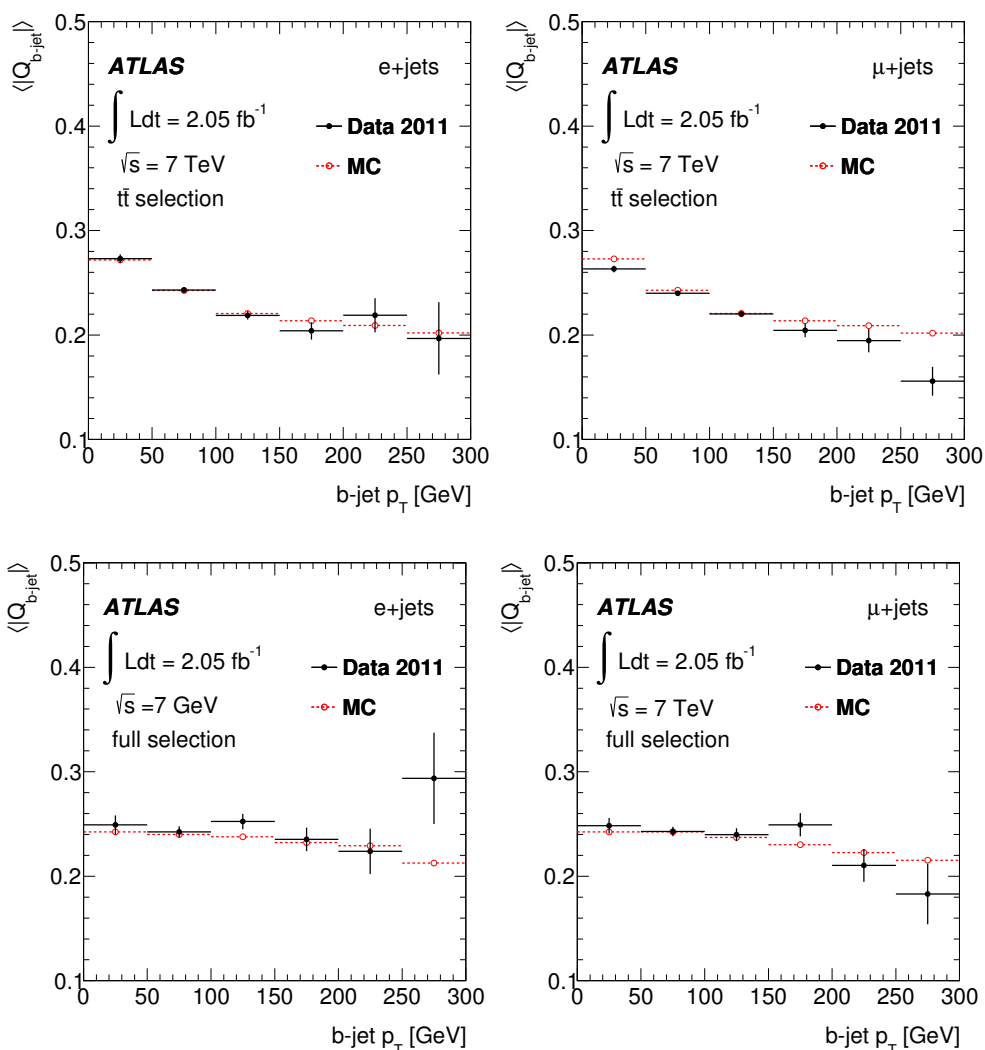 ⟨|Q_b-jet|⟩
0.5
ATLAS
e+jets
∫ Ldt = 2.05 fb⁻¹
Data 2011
0.4
√s = 7 TeV
MC
tt̄ selection
0.3
0.2
0.1
0 50 100 150 200 250 300
b-jet p_T [GeV]
⟨|Q_b-jet|⟩
0.5
ATLAS
μ+jets
∫ Ldt = 2.05 fb⁻¹
Data 2011
0.4
√s = 7 TeV
MC
tt̄ selection
0.3
0.2
0.1
0 50 100 150 200 250 300
b-jet p_T [GeV]
⟨|Q_b-jet|⟩
0.5
ATLAS
e+jets
∫ Ldt = 2.05 fb⁻¹
Data 2011
0.4
√s =7 GeV
MC
full selection
0.3
0.2
0.1
0 50 100 150 200 250 300
b-jet p_T [GeV]
⟨|Q_b-jet|⟩
0.5
ATLAS
μ+jets
∫ Ldt = 2.05 fb⁻¹
Data 2011
0.4
√s = 7 TeV
MC
full selection
0.3
0.2
0.1
0 50 100 150 200 250 300
b-jet p_T [GeV]